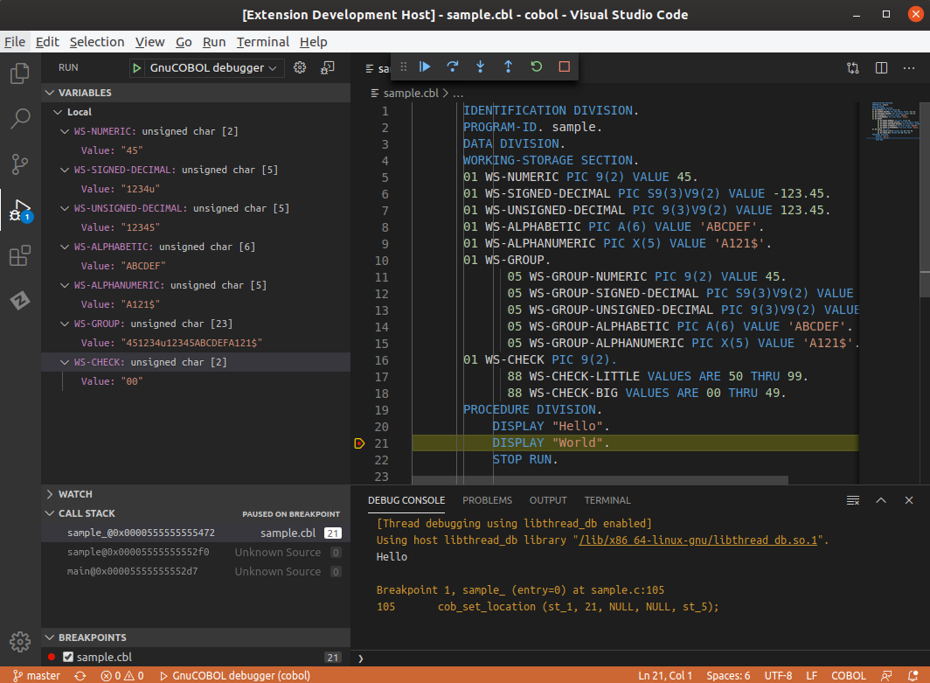 [Extension Development Host] - sample.cbl - cobol - Visual Studio Code
File Edit Selection View Go Run Terminal Help
RUN GnuCOBOL debugger
VARIABLES
Local
WS-NUMERIC: unsigned char [2]
Value: "45"
WS-SIGNED-DECIMAL: unsigned char [5]
Value: "1234u"
WS-UNSIGNED-DECIMAL: unsigned char [5]
Value: "12345"
WS-ALPHABETIC: unsigned char [6]
Value: "ABCDEF"
WS-ALPHANUMERIC: unsigned char [5]
Value: "A121$"
WS-GROUP: unsigned char [23]
Value: "451234u12345ABCDEFA121$"
WS-CHECK: unsigned char [2]
Value: "00"
WATCH
CALL STACK PAUSED ON BREAKPOINT
sample_@0x0000555555555472 sample.cbl 21
sample@0x00005555555552f0 Unknown Source 0
main@0x00005555555552d7 Unknown Source 0
BREAKPOINTS
sample.cbl 21
1
sa
sample.cbl > ...
1 IDENTIFICATION DIVISION.
2 PROGRAM-ID. sample.
3 DATA DIVISION.
4 WORKING-STORAGE SECTION.
5 01 WS-NUMERIC PIC 9(2) VALUE 45.
6 01 WS-SIGNED-DECIMAL PIC S9(3)V9(2) VALUE -123.45.
7 01 WS-UNSIGNED-DECIMAL PIC 9(3)V9(2) VALUE 123.45.
8 01 WS-ALPHABETIC PIC A(6) VALUE 'ABCDEF'.
9 01 WS-ALPHANUMERIC PIC X(5) VALUE 'A121$'.
10 01 WS-GROUP.
11 05 WS-GROUP-NUMERIC PIC 9(2) VALUE 45.
12 05 WS-GROUP-SIGNED-DECIMAL PIC S9(3)V9(2) VALUE
13 05 WS-GROUP-UNSIGNED-DECIMAL PIC 9(3)V9(2) VALUE
14 05 WS-GROUP-ALPHABETIC PIC A(6) VALUE 'ABCDEF'.
15 05 WS-GROUP-ALPHANUMERIC PIC X(5) VALUE 'A121$'.
16 01 WS-CHECK PIC 9(2).
17 88 WS-CHECK-LITTLE VALUES ARE 50 THRU 99.
18 88 WS-CHECK-BIG VALUES ARE 00 THRU 49.
19 PROCEDURE DIVISION.
20 DISPLAY "Hello".
21 DISPLAY "World".
22 STOP RUN.
23
DEBUG CONSOLE PROBLEMS OUTPUT TERMINAL
[Thread debugging using libthread_db enabled]
Using host libthread_db library "/lib/x86_64-linux-gnu/libthread_db.so.1".
Hello
Breakpoint 1, sample_ (entry=0) at sample.c:105
105 cob_set_location (st_1, 21, NULL, NULL, st_5);
master 0 0 GnuCOBOL debugger (cobol) Ln 21, Col 1 Spaces: 6 UTF-8 LF COBOL